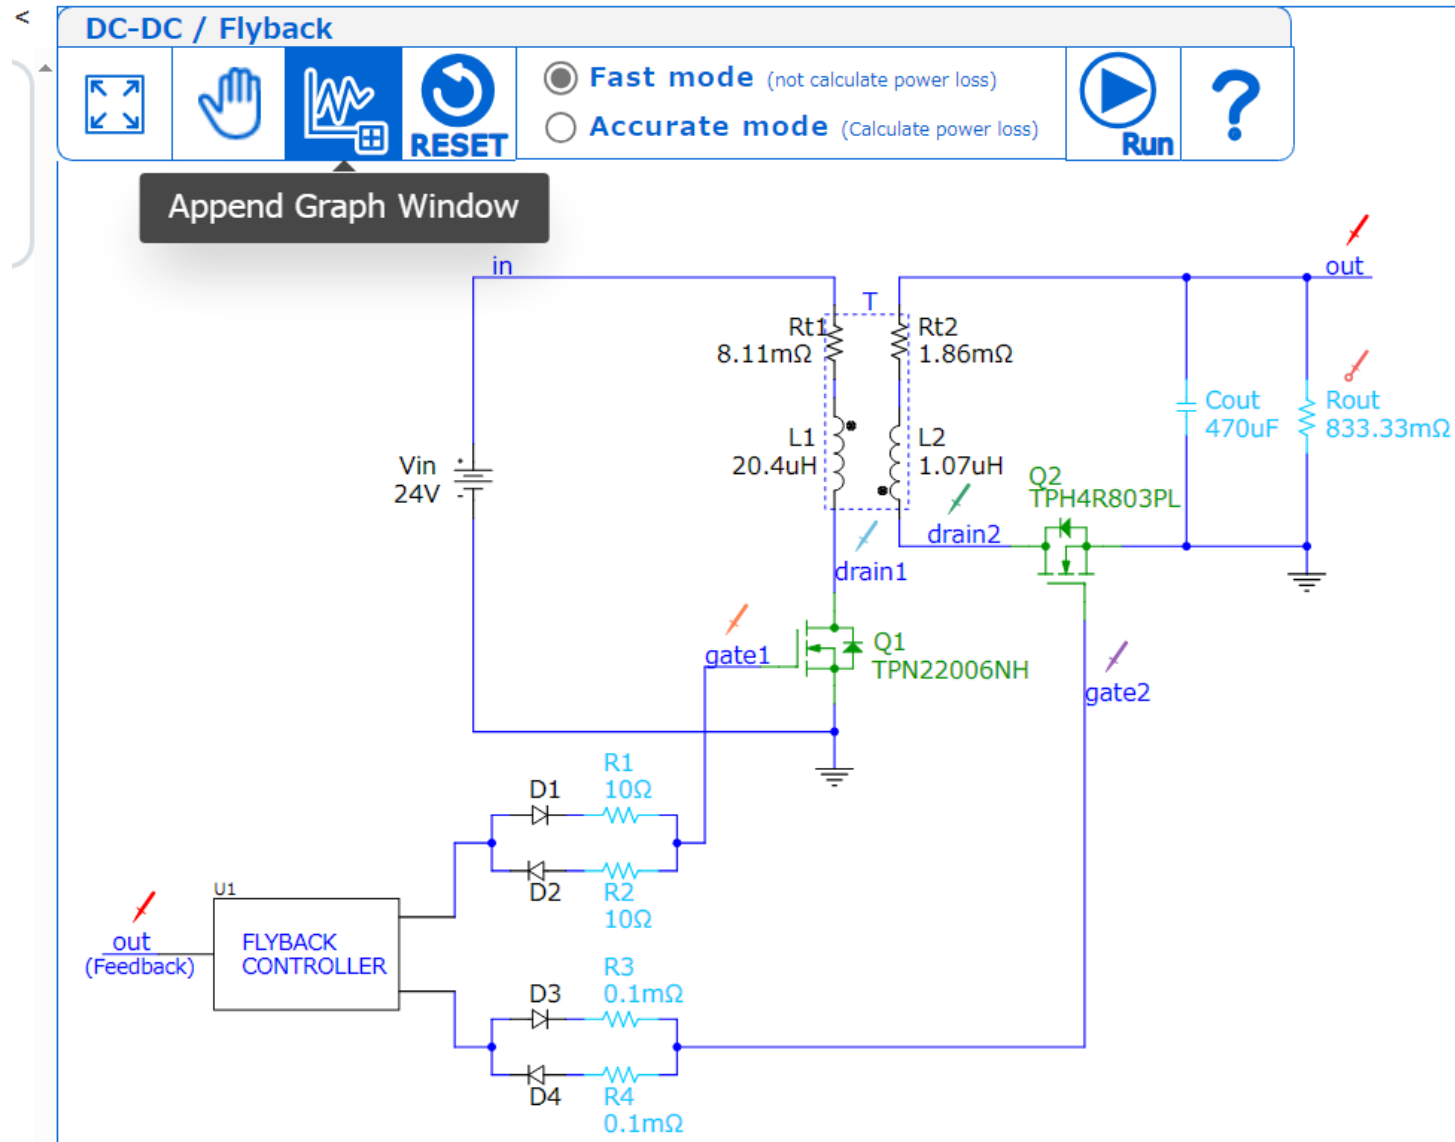 <
DC-DC / Flyback
RESET
Fast mode (not calculate power loss)
Accurate mode (Calculate power loss)
Run
?
Append Graph Window
in
out
T
Rt1
8.11mΩ
Rt2
1.86mΩ
L1
20.4uH
L2
1.07uH
Cout
470uF
Rout
833.33mΩ
Vin
24V
+
-
Q2
TPH4R803PL
drain2
drain1
gate1
Q1
TPN22006NH
gate2
R1
10Ω
D1
D2
R2
10Ω
U1
FLYBACK
CONTROLLER
out
(Feedback)
R3
0.1mΩ
D3
D4
R4
0.1mΩ